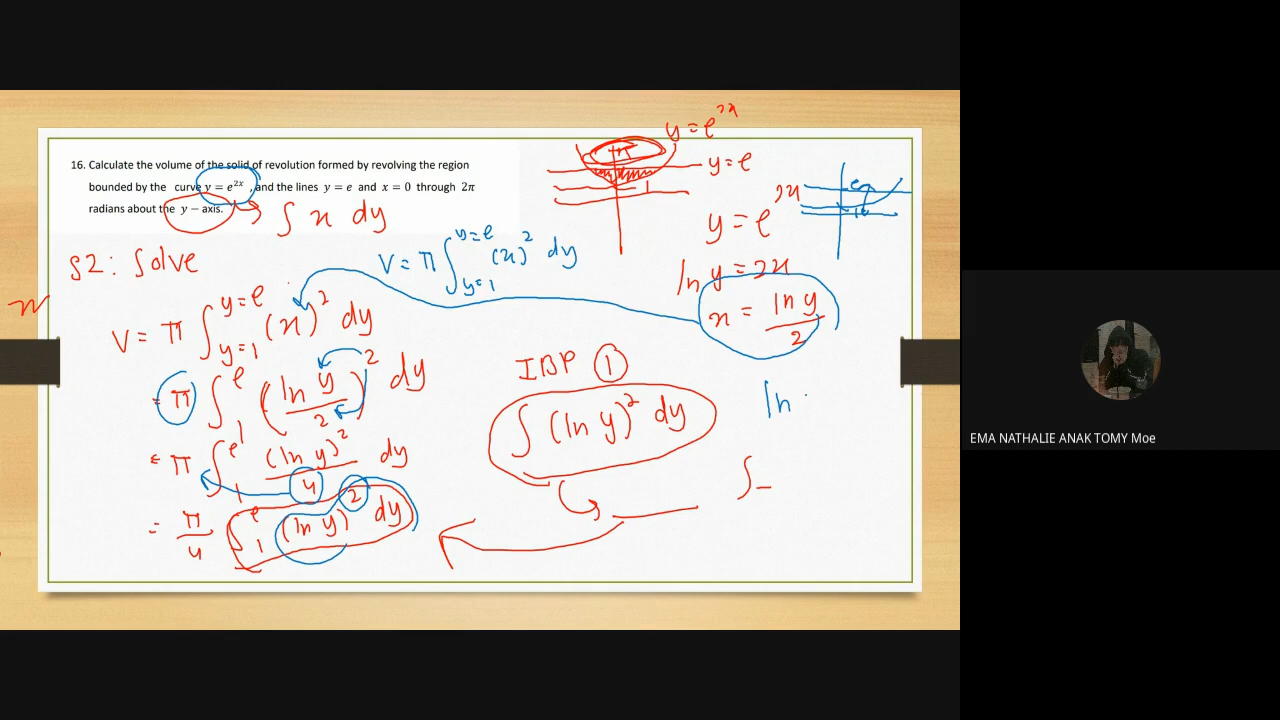 16. Calculate the volume of the solid of revolution formed by revolving the region
bounded by the curve y = e^{2x}, and the lines y = e and x = 0 through 2π
radians about the y – axis.
∫ x dy
y = e^{2x}
y = e
1
e
1
y = e^{2x}
ln y = 2x
x = ln y / 2
S2: Solve
V = π ∫_{y=1}^{y=e} (x)² dy
V = π ∫_{y=1}^{y=e} (x)² dy
= π ∫_1^e (ln y / 2)² dy
= π ∫_1^e (ln y)² / 4 dy
= π/4 ∫_1^e (ln y)² dy
IBP ①
∫ (ln y)² dy
ln
∫
EMA NATHALIE ANAK TOMY Moe